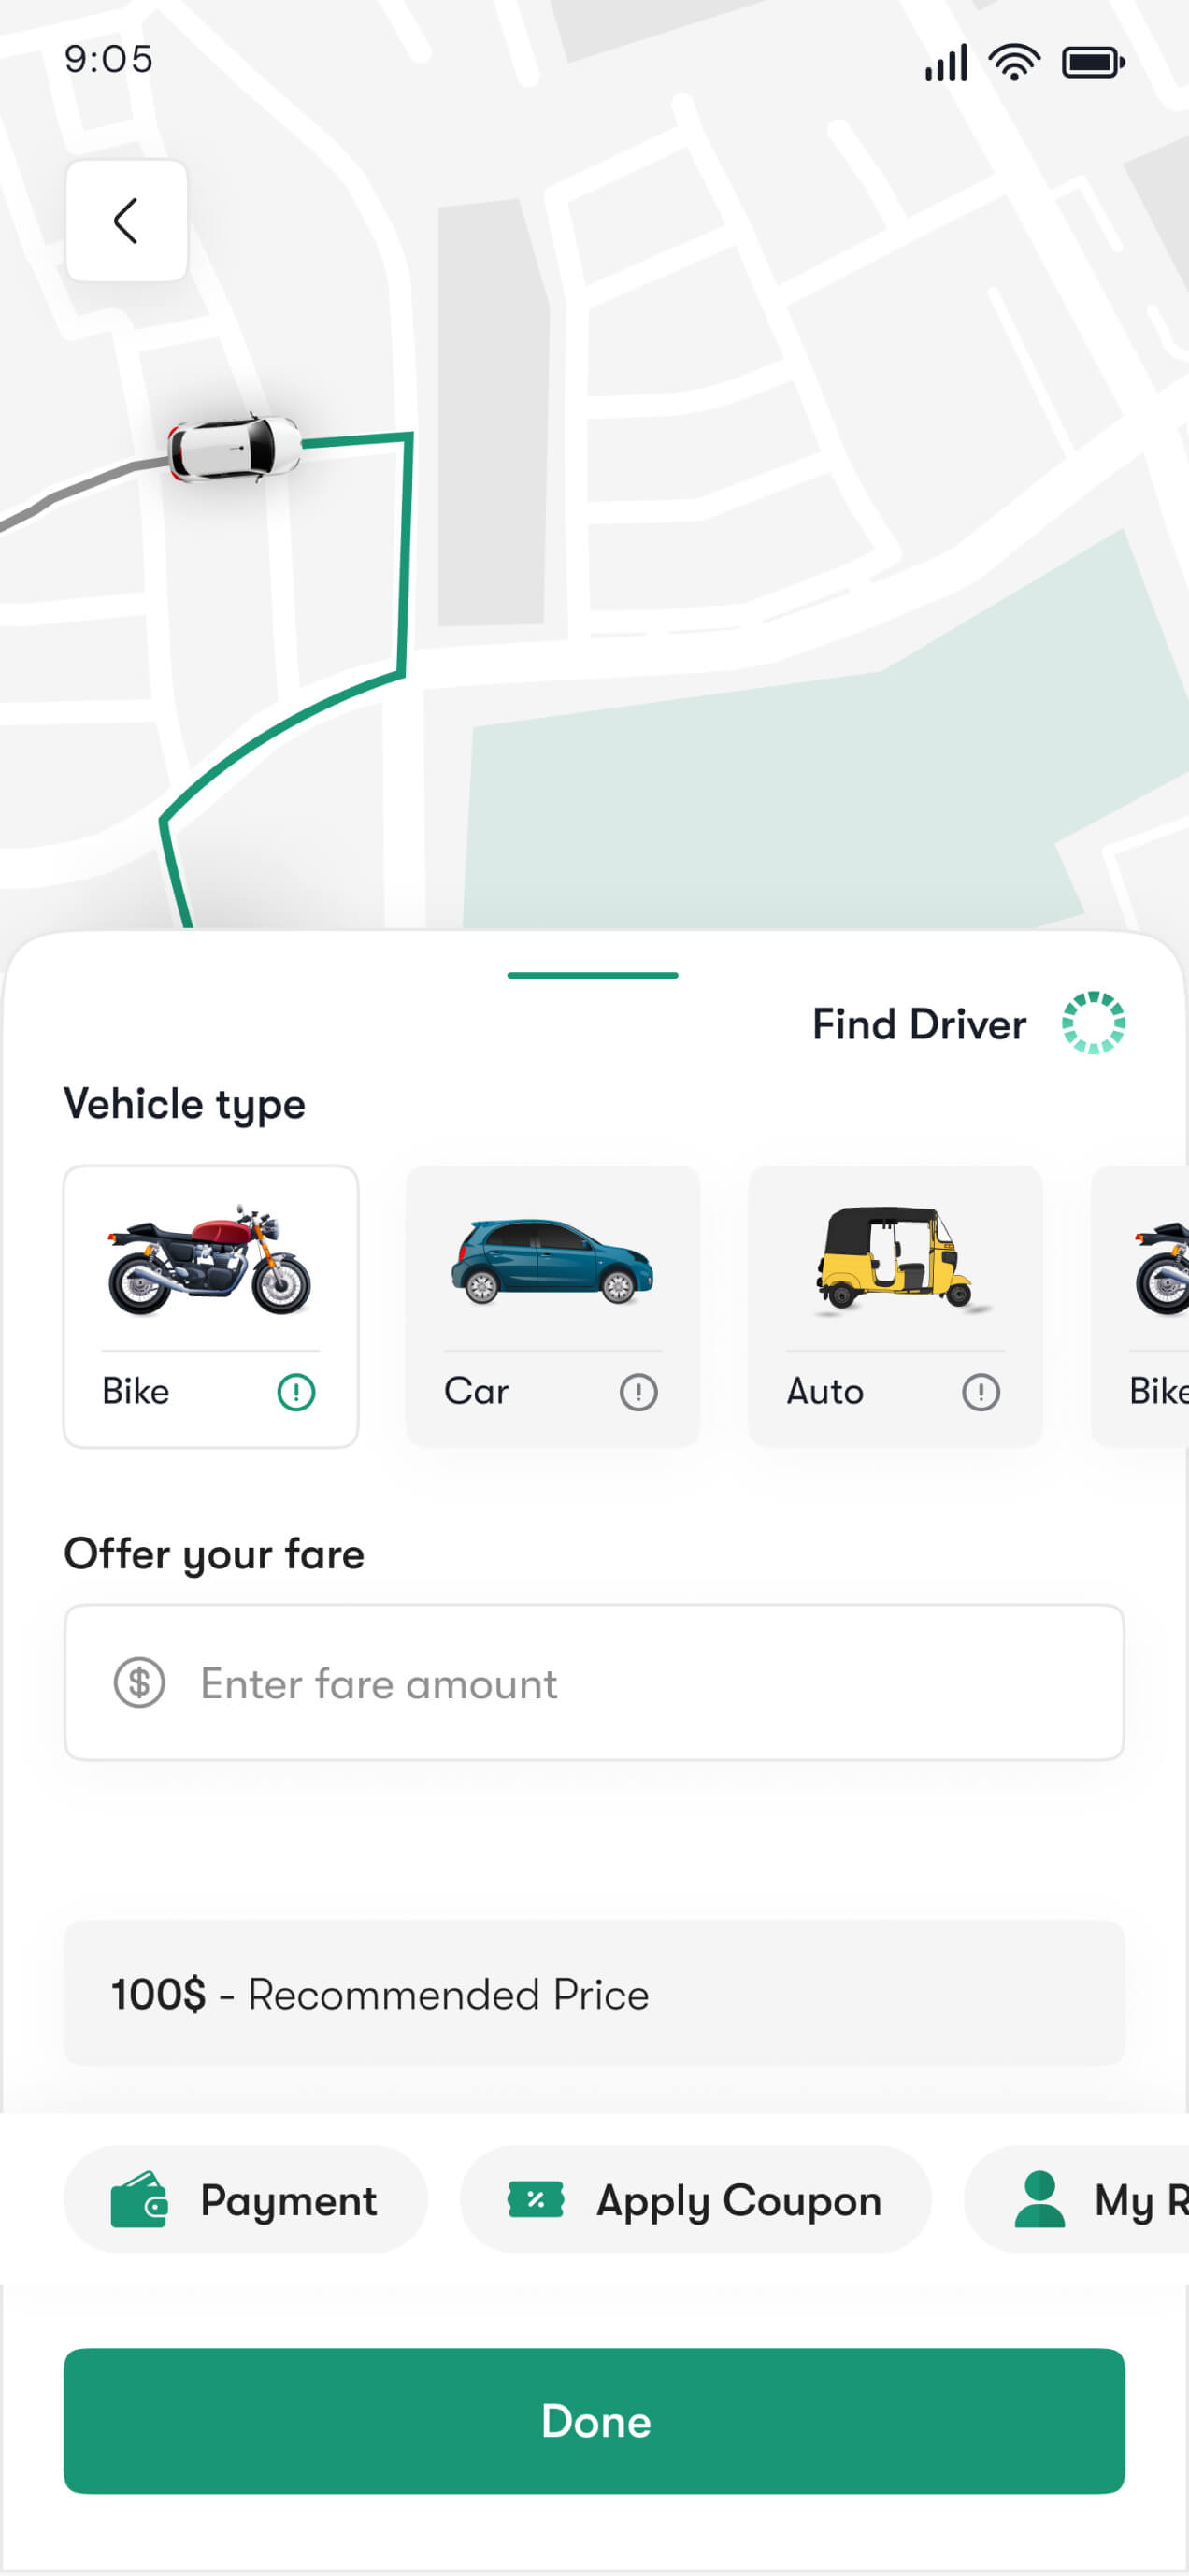 9:05
Find Driver
Vehicle type
Bike
Car
Auto
Bike
Offer your fare
$ Enter fare amount
100$ - Recommended Price
Payment
% Apply Coupon
My R
Done